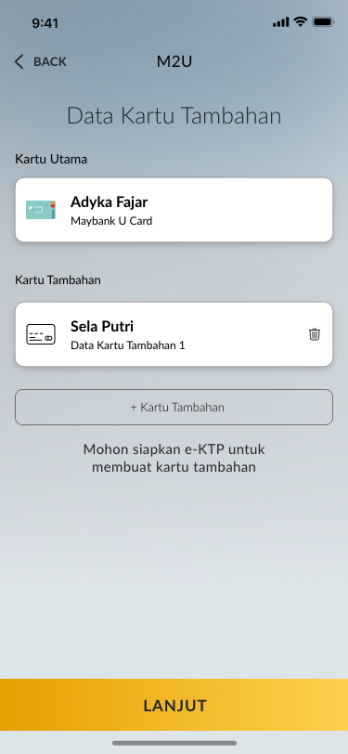 9:41
BACK
M2U
Data Kartu Tambahan
Kartu Utama
Adyka Fajar
Maybank U Card
Kartu Tambahan
Sela Putri
Data Kartu Tambahan 1
+ Kartu Tambahan
Mohon siapkan e-KTP untuk
membuat kartu tambahan
LANJUT